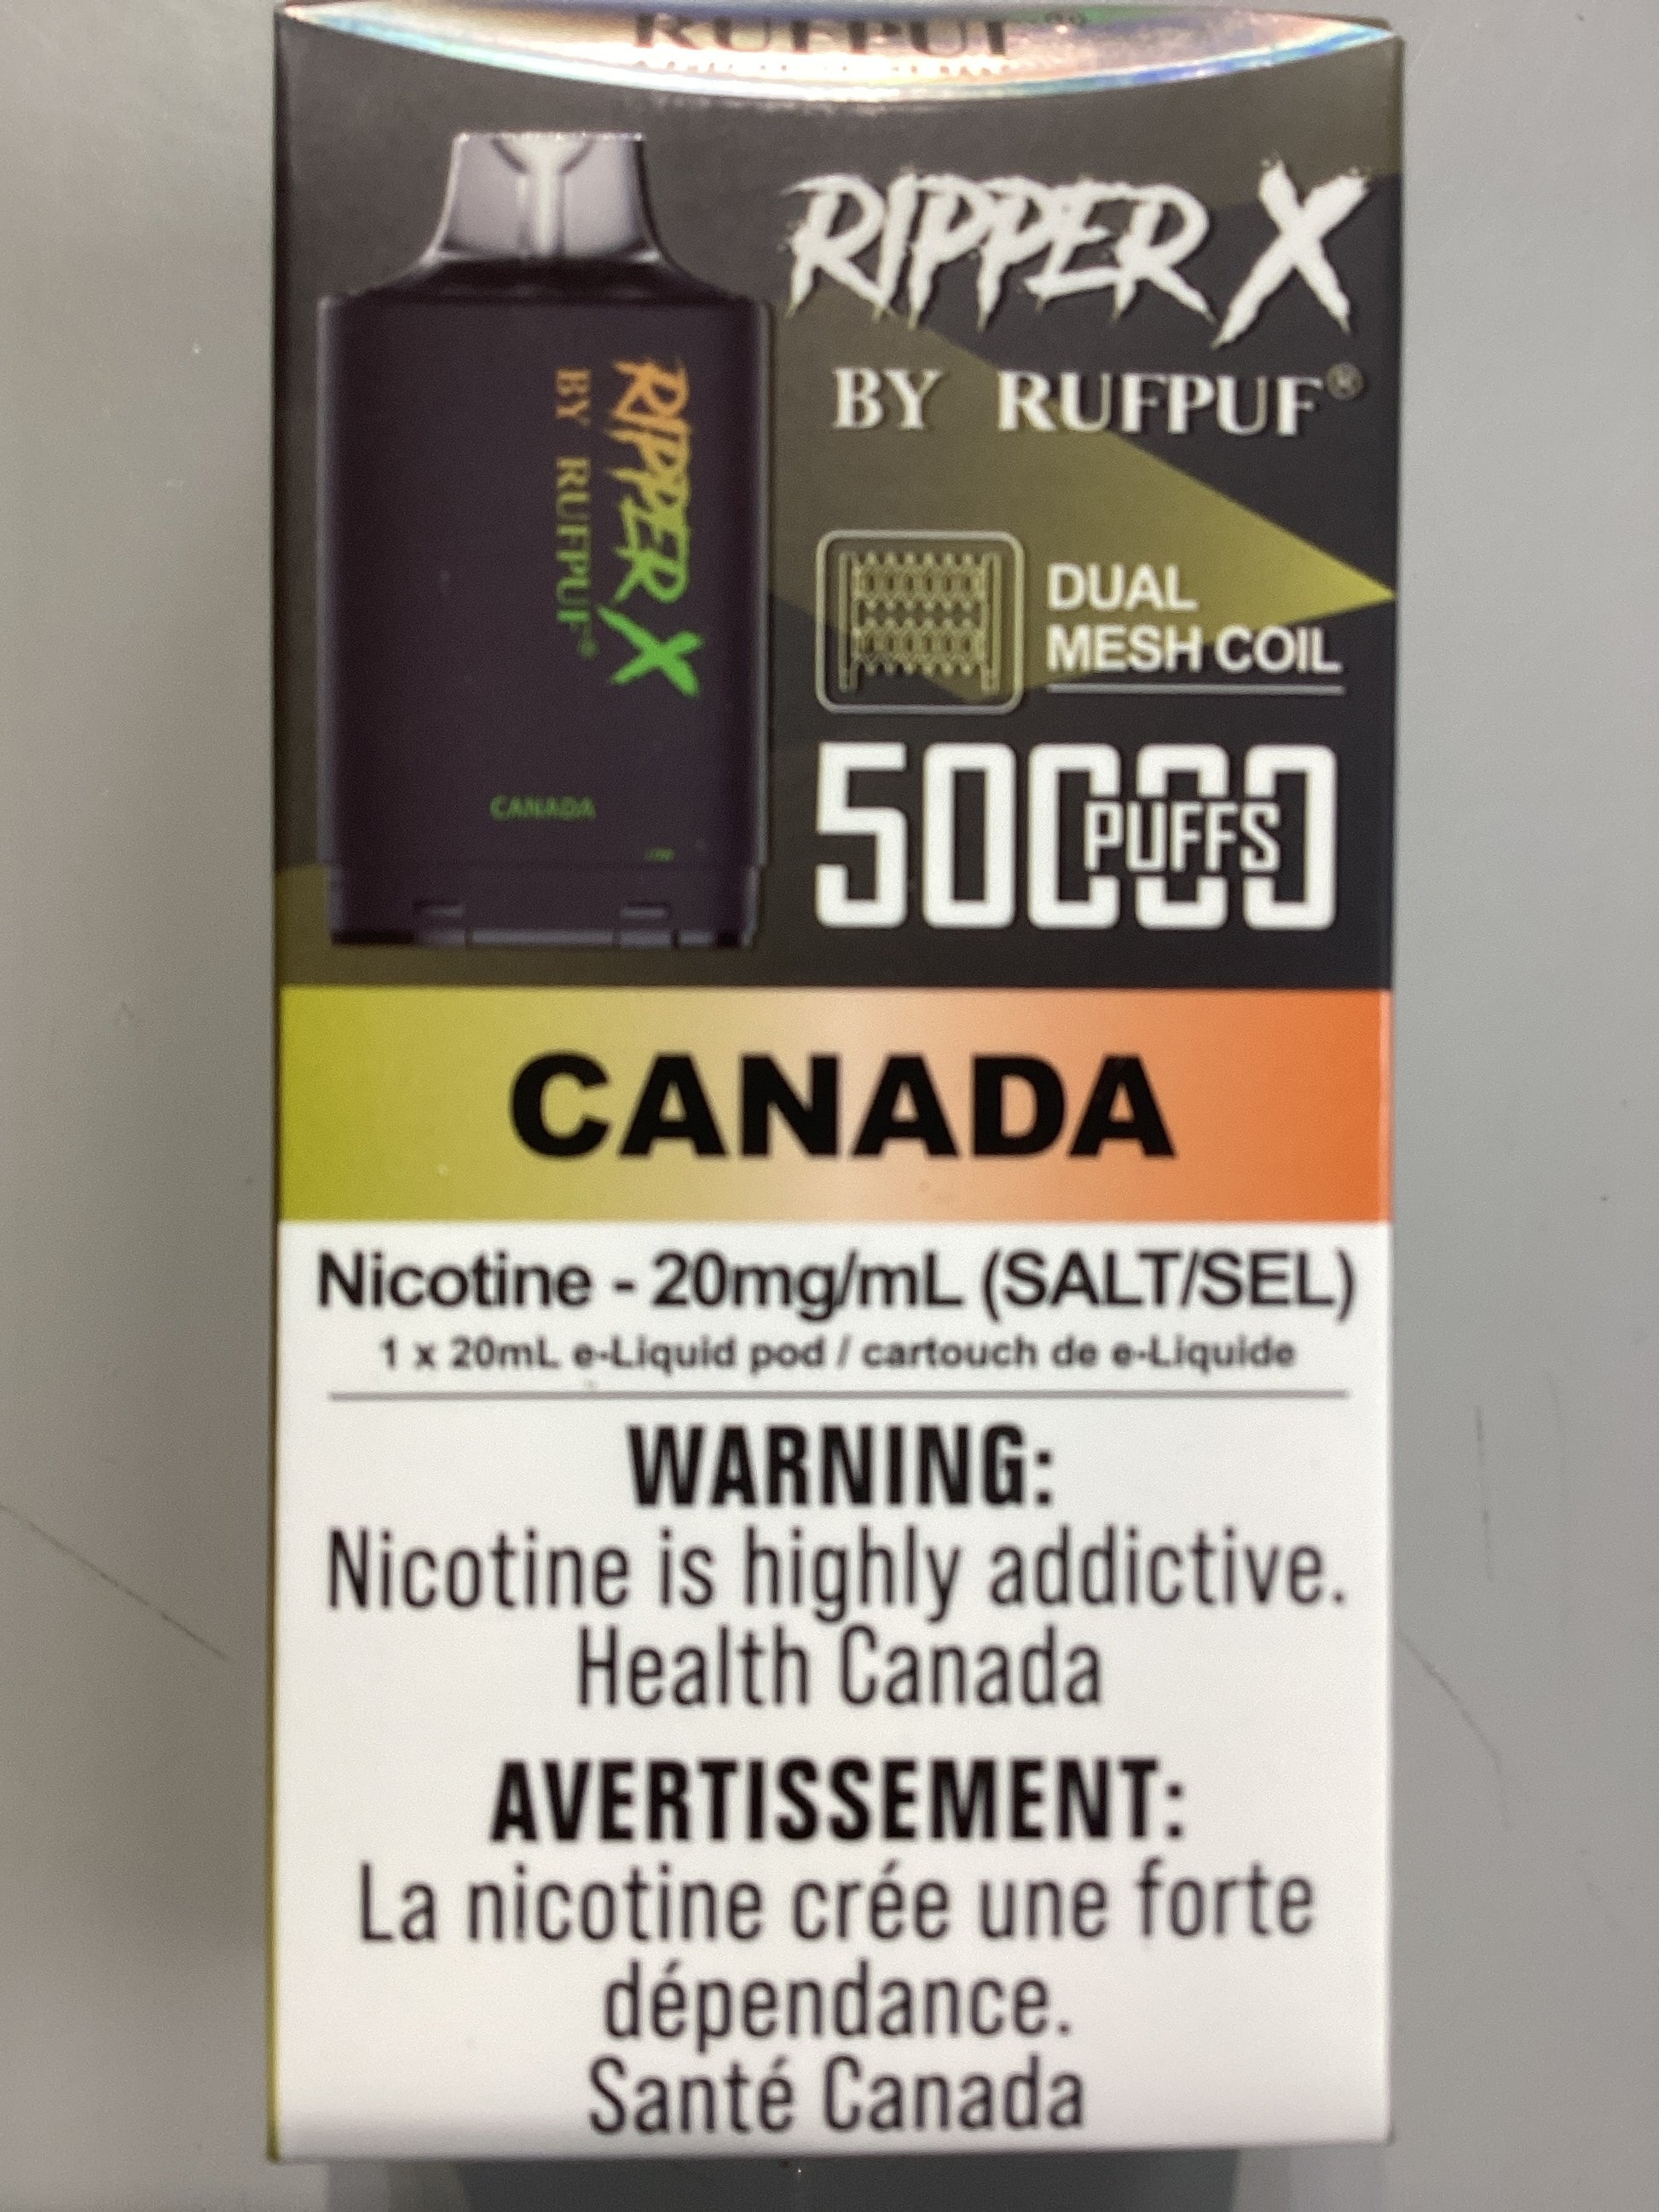 RUFPUF
RIPPER X
BY RUFPUF®
RIPPER X
BY RUFPUF®
CANADA
DUAL
MESH COIL
50000
PUFFS
CANADA
Nicotine - 20mg/mL (SALT/SEL)
1 x 20mL e-Liquid pod / cartouch de e-Liquide
WARNING:
Nicotine is highly addictive.
Health Canada
AVERTISSEMENT:
La nicotine crée une forte
dépendance.
Santé Canada